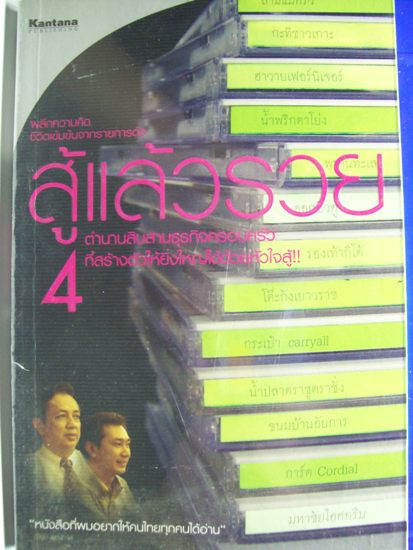 Kantana
PUBLISHING
กะทิชาวเกาะ
ฮาวายเฟอร์นิเจอร์
น้ำพริกตาโย่ง
พลิกความคิด
ชีวิตเข้มข้นจากรายการดัง
สู้แล้วรวย
4
ตำนานสิบสามธุรกิจครอบครัว
ที่สร้างตัวให้ยิ่งใหญ่ได้ด้วยหัวใจสู้!!
รองเท้ากีโต้
โต๊ะกังเยาวราช
กระเป๋า carryall
น้ำปลาตราชูตราชั่ง
ขนมบ้านอัยการ
การ์ด Cordial
มหาชัยไอศกรีม
"หนังสือที่ผมอยากให้คนไทยทุกคนได้อ่าน"